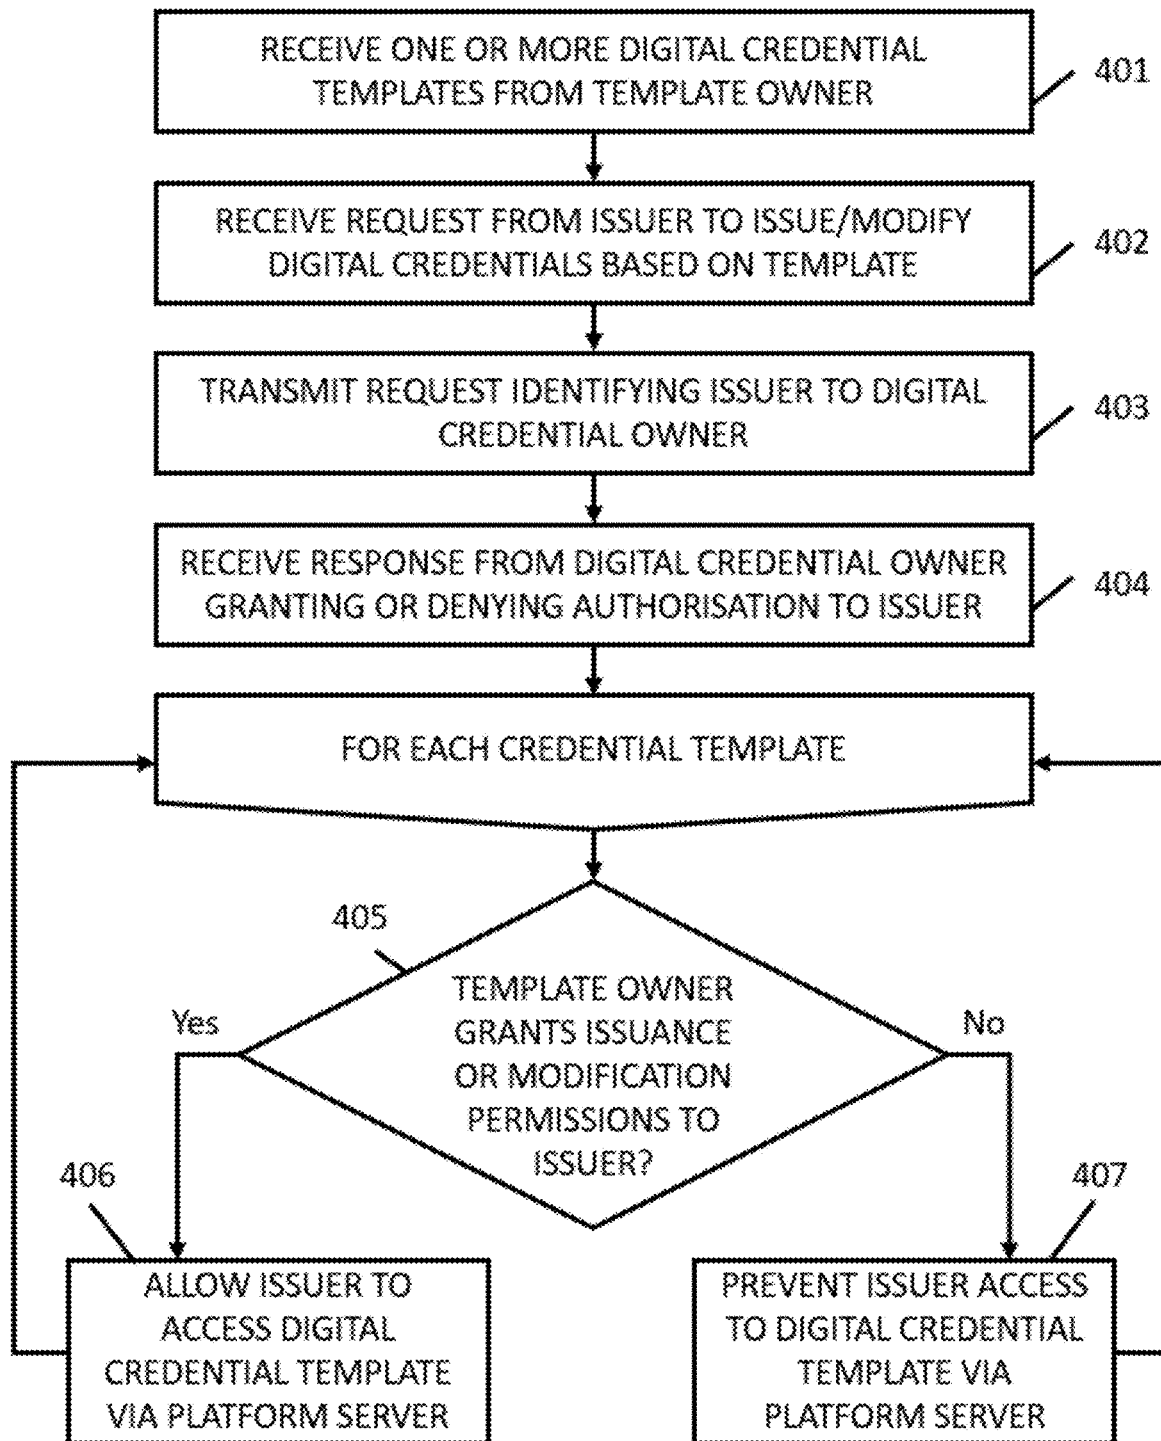 RECEIVE ONE OR MORE DIGITAL CREDENTIAL
TEMPLATES FROM TEMPLATE OWNER
401
RECEIVE REQUEST FROM ISSUER TO ISSUE/MODIFY
DIGITAL CREDENTIALS BASED ON TEMPLATE
402
TRANSMIT REQUEST IDENTIFYING ISSUER TO DIGITAL
CREDENTIAL OWNER
403
RECEIVE RESPONSE FROM DIGITAL CREDENTIAL OWNER
GRANTING OR DENYING AUTHORISATION TO ISSUER
404
FOR EACH CREDENTIAL TEMPLATE
405
TEMPLATE OWNER
GRANTS ISSUANCE
OR MODIFICATION
PERMISSIONS TO
ISSUER?
Yes
No
406
ALLOW ISSUER TO
ACCESS DIGITAL
CREDENTIAL TEMPLATE
VIA PLATFORM SERVER
407
PREVENT ISSUER ACCESS
TO DIGITAL CREDENTIAL
TEMPLATE VIA
PLATFORM SERVER